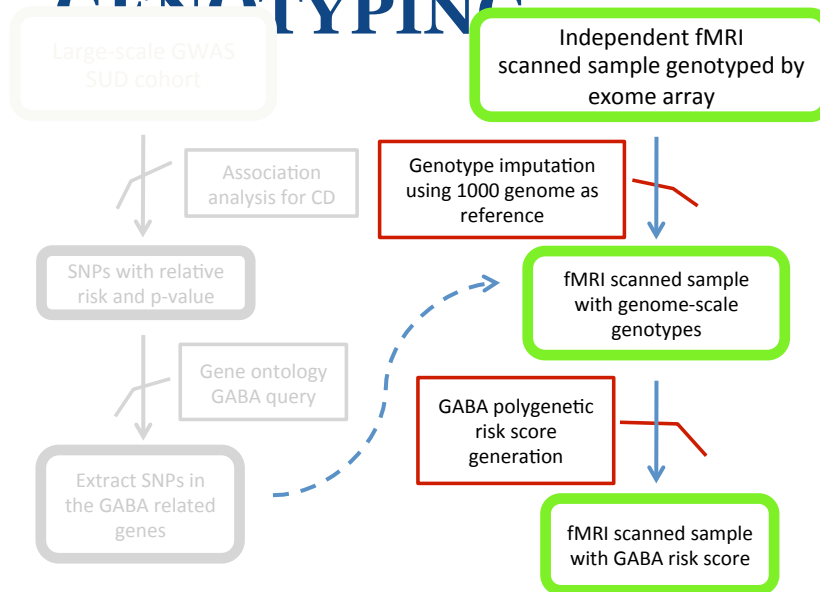 GENOTYPING
Large-scale GWAS
SUD cohort
Association
analysis for CD
SNPs with relative
risk and p-value
Gene ontology
GABA query
Extract SNPs in
the GABA related
genes
Independent fMRI
scanned sample genotyped by
exome array
Genotype imputation
using 1000 genome as
reference
fMRI scanned sample
with genome-scale
genotypes
GABA polygenetic
risk score
generation
fMRI scanned sample
with GABA risk score